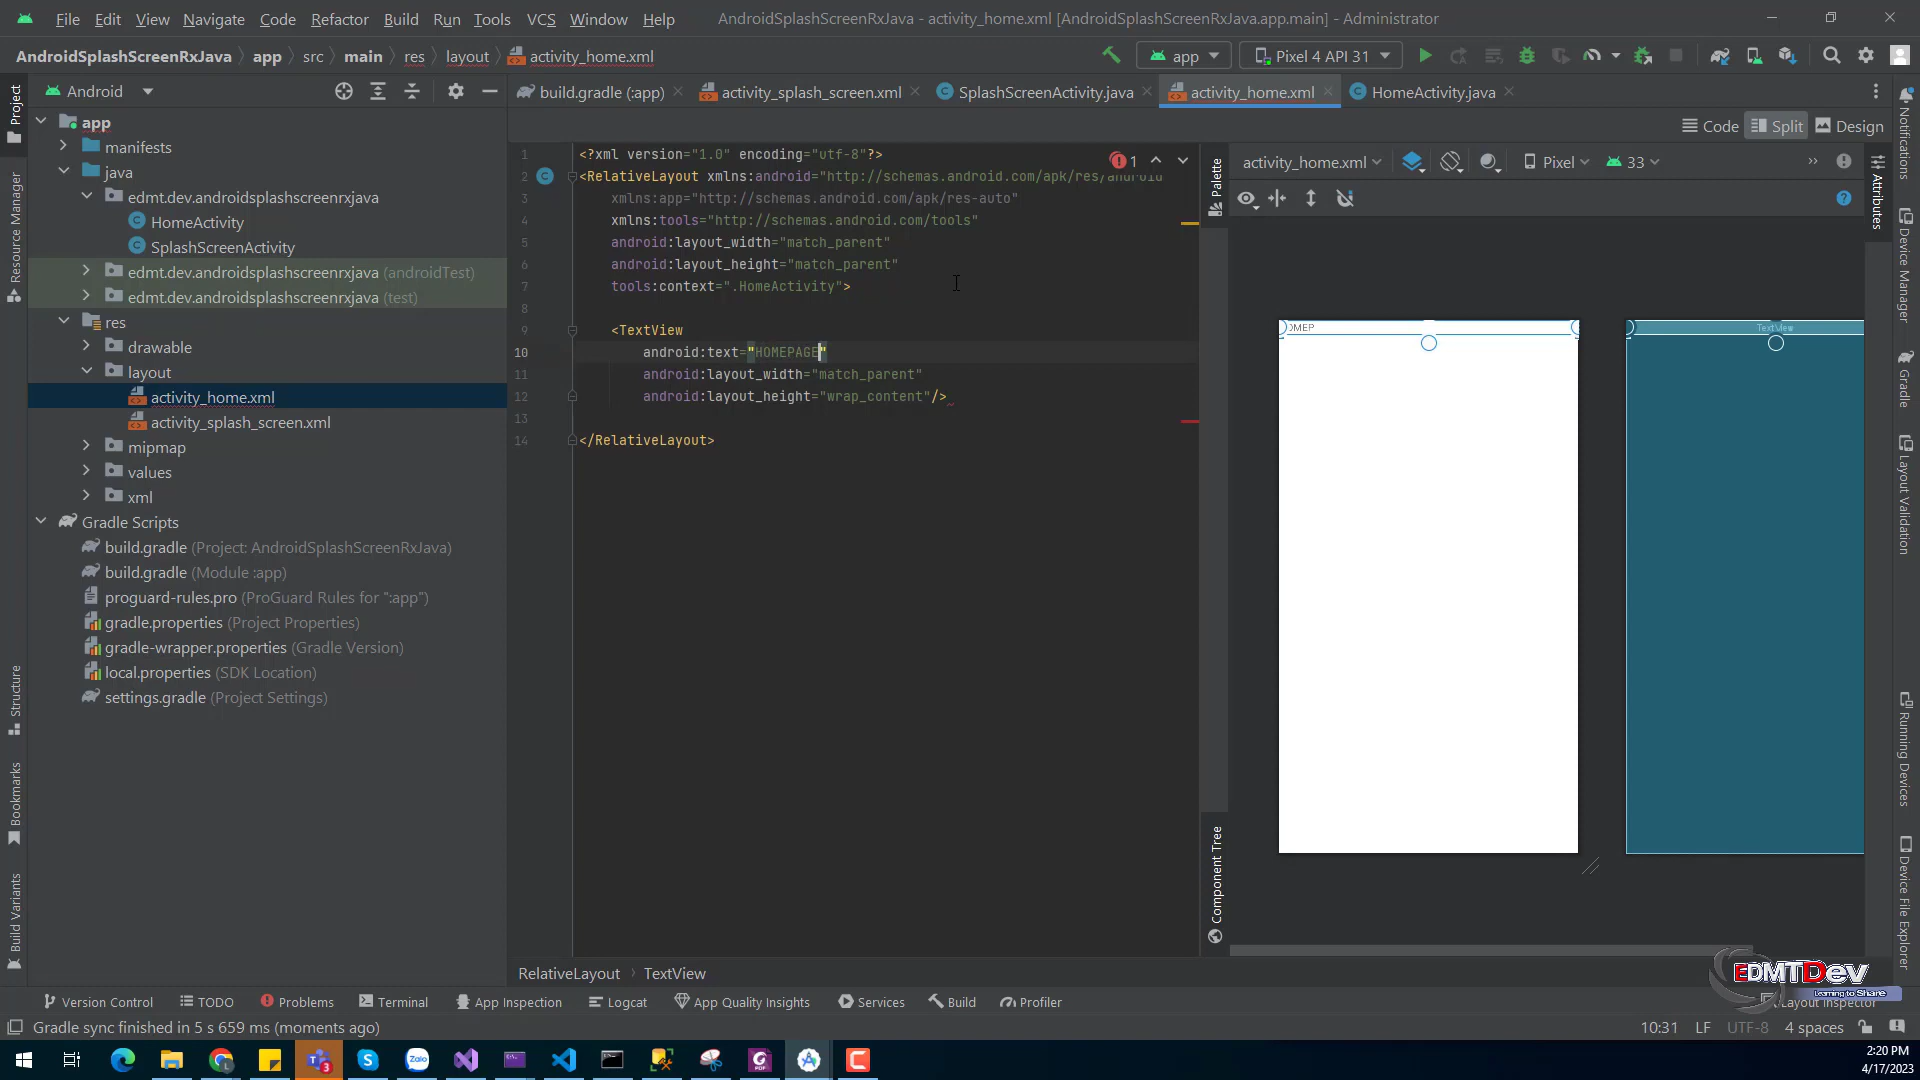 File Edit View Navigate Code Refactor Build Run Tools VCS Window Help AndroidSplashScreenRxJava - activity_home.xml [AndroidSplashScreenRxJava.app.main] - Administrator
AndroidSplashScreenRxJava app src main res layout activity_home.xml app Pixel 4 API 31
Android build.gradle (:app) activity_splash_screen.xml SplashScreenActivity.java activity_home.xml HomeActivity.java
Code Split Design
activity_home.xml Pixel 33
Project
Resource Manager
Structure
Bookmarks
Build Variants
app
manifests
java
edmt.dev.androidsplashscreenrxjava
HomeActivity
SplashScreenActivity
edmt.dev.androidsplashscreenrxjava (androidTest)
edmt.dev.androidsplashscreenrxjava (test)
res
drawable
layout
activity_home.xml
activity_splash_screen.xml
mipmap
values
xml
Gradle Scripts
build.gradle (Project: AndroidSplashScreenRxJava)
build.gradle (Module :app)
proguard-rules.pro (ProGuard Rules for ":app")
gradle.properties (Project Properties)
gradle-wrapper.properties (Gradle Version)
local.properties (SDK Location)
settings.gradle (Project Settings)
1 <?xml version="1.0" encoding="utf-8"?> 1
2 <RelativeLayout xmlns:android="http://schemas.android.com/apk/res/android
3 xmlns:app="http://schemas.android.com/apk/res-auto"
4 xmlns:tools="http://schemas.android.com/tools"
5 android:layout_width="match_parent"
6 android:layout_height="match_parent"
7 tools:context=".HomeActivity">
8
9 <TextView
10 android:text="HOMEPAGE"
11 android:layout_width="match_parent"
12 android:layout_height="wrap_content"/>
13
14 </RelativeLayout>
Palette
Component Tree
OMEP
TextView
Attributes
Notifications
Device Manager
Gradle
Layout Validation
Running Devices
Device File Explorer
RelativeLayout TextView
EDMTDev
Learning to Share
Version Control TODO Problems Terminal App Inspection Logcat App Quality Insights Services Build Profiler Layout Inspector
Gradle sync finished in 5 s 659 ms (moments ago) 10:31 LF UTF-8 4 spaces
Zalo
3
2:20 PM
4/17/2023